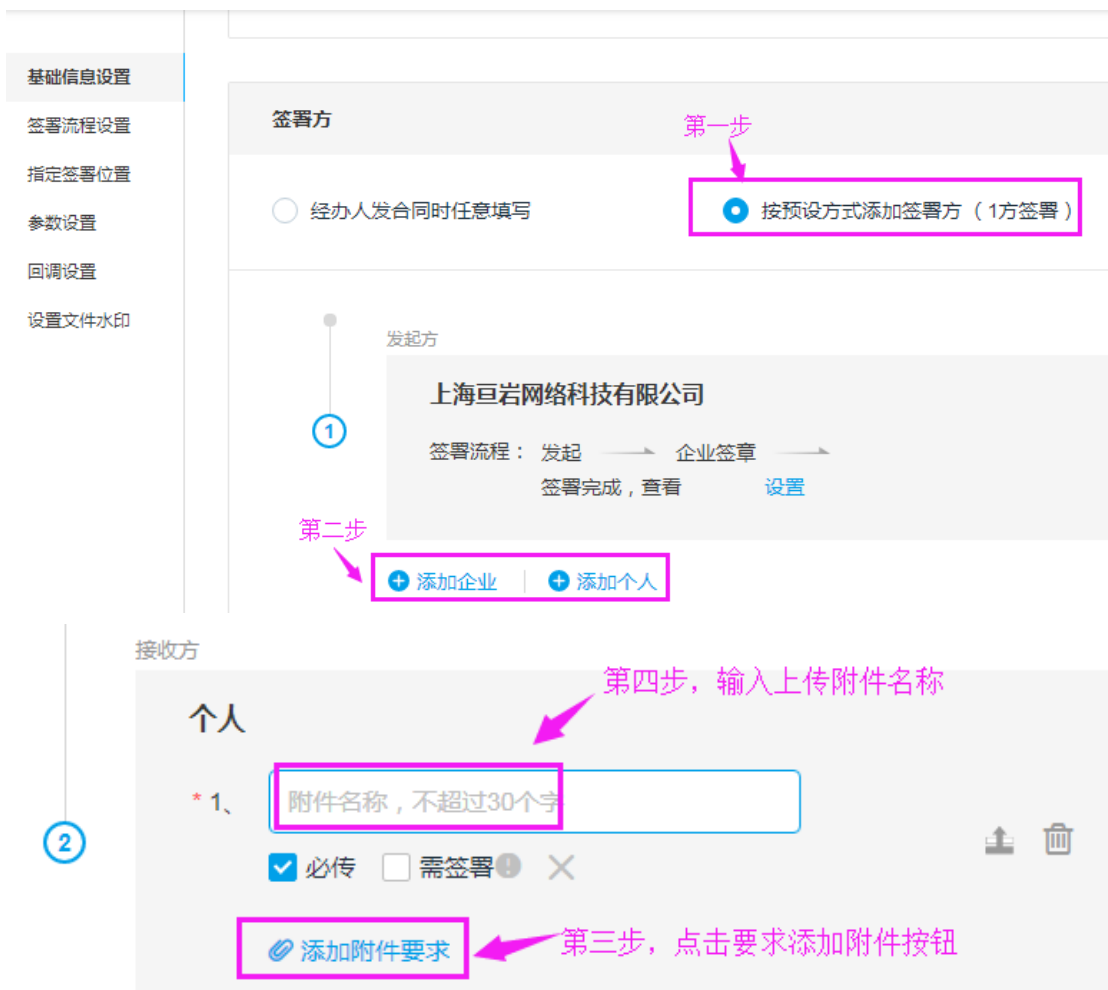 基础信息设置
签署流程设置
指定签署位置
参数设置
回调设置
设置文件水印
签署方
第一步
经办人发合同时任意填写
按预设方式添加签署方（1方签署）
发起方
1
上海亘岩网络科技有限公司
签署流程： 发起 企业签章
签署完成，查看 设置
第二步
添加企业 添加个人
接收方
第四步，输入上传附件名称
个人
* 1、 附件名称，不超过30个字
2
必传 需签署
添加附件要求
第三步，点击要求添加附件按钮